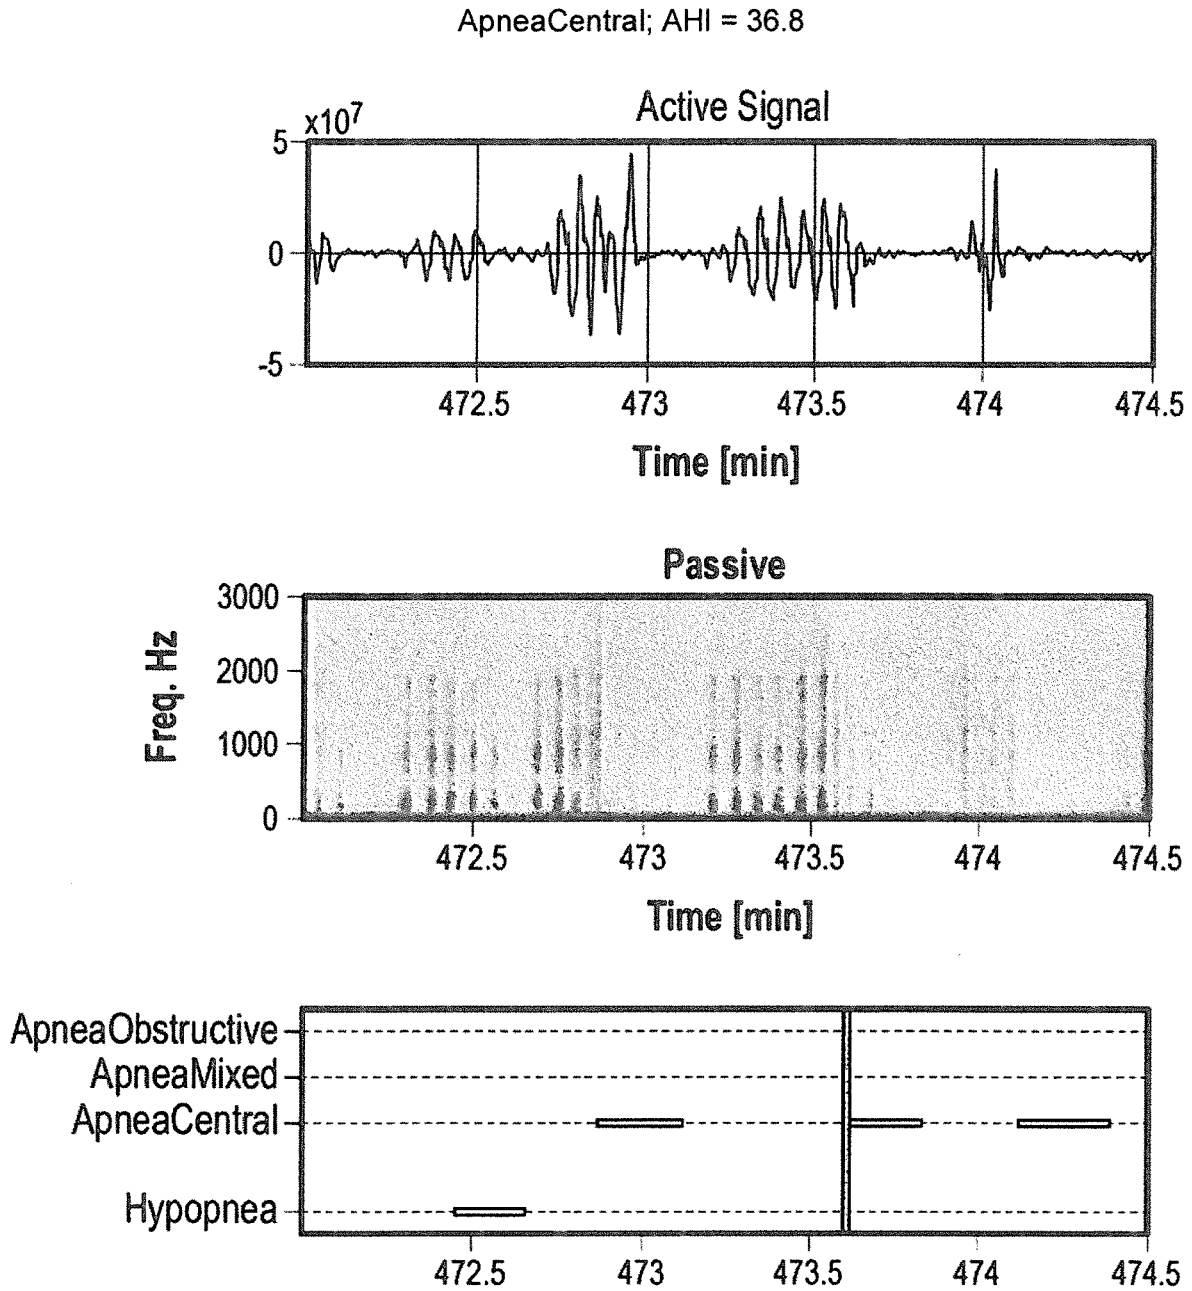 ApneaCentral; AHI = 36.8
Active Signal
x10⁷
5
0
-5
472.5 473 473.5 474 474.5
Time [min]
Passive
Freq. Hz
3000
2000
1000
0
472.5 473 473.5 474 474.5
Time [min]
ApneaObstructive
ApneaMixed
ApneaCentral
Hypopnea
472.5 473 473.5 474 474.5